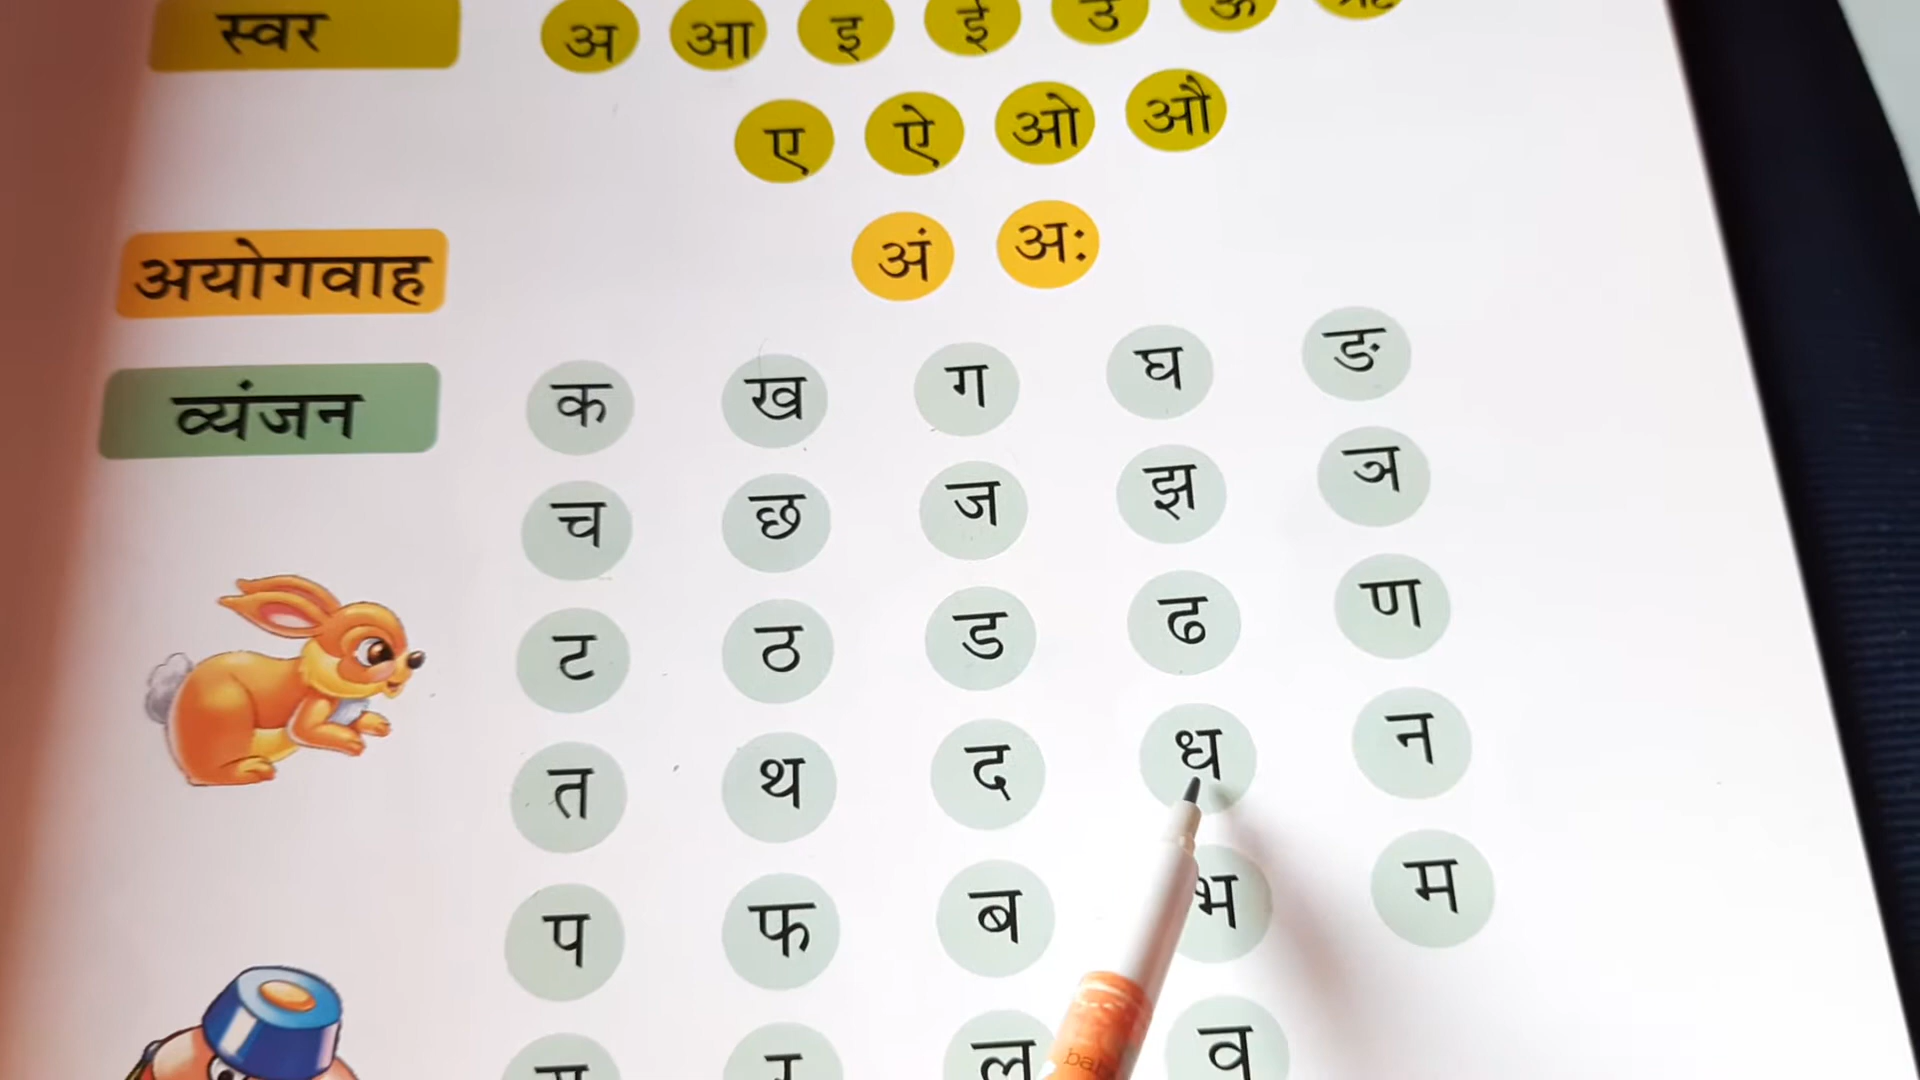 स्वर अ आ इ ई उ ऊ ऋ
ए ऐ ओ औ
अयोगवाह अं अः
व्यंजन क ख ग घ ङ
च छ ज झ ञ
ट ठ ड ढ ण
त थ द ध न
प फ ब भ म
य र ल व